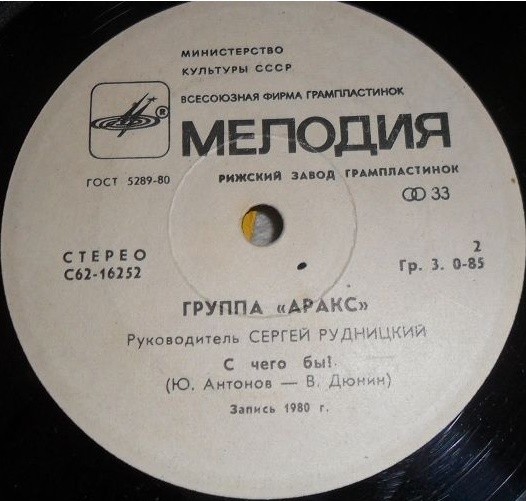 МИНИСТЕРСТВО
КУЛЬТУРЫ СССР
ВСЕСОЮЗНАЯ ФИРМА ГРАМПЛАСТИНОК
®
МЕЛОДИЯ
ГОСТ 5289-80
РИЖСКИЙ ЗАВОД ГРАМПЛАСТИНОК
33
СТЕРЕО
2
С62-16252
Гр. 3. 0-85
ГРУППА «АРАКС»
Руководитель СЕРГЕЙ РУДНИЦКИЙ
С чего бы?
(Ю. Антонов — В. Дюнин)
Запись 1980 г.